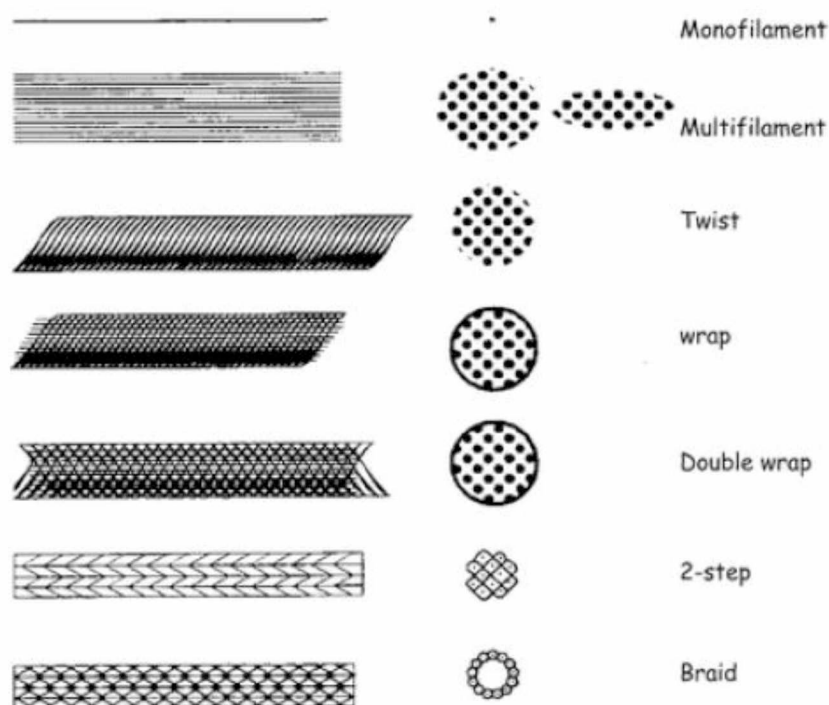 Monofilament
Multifilament
Twist
wrap
Double wrap
2-step
Braid